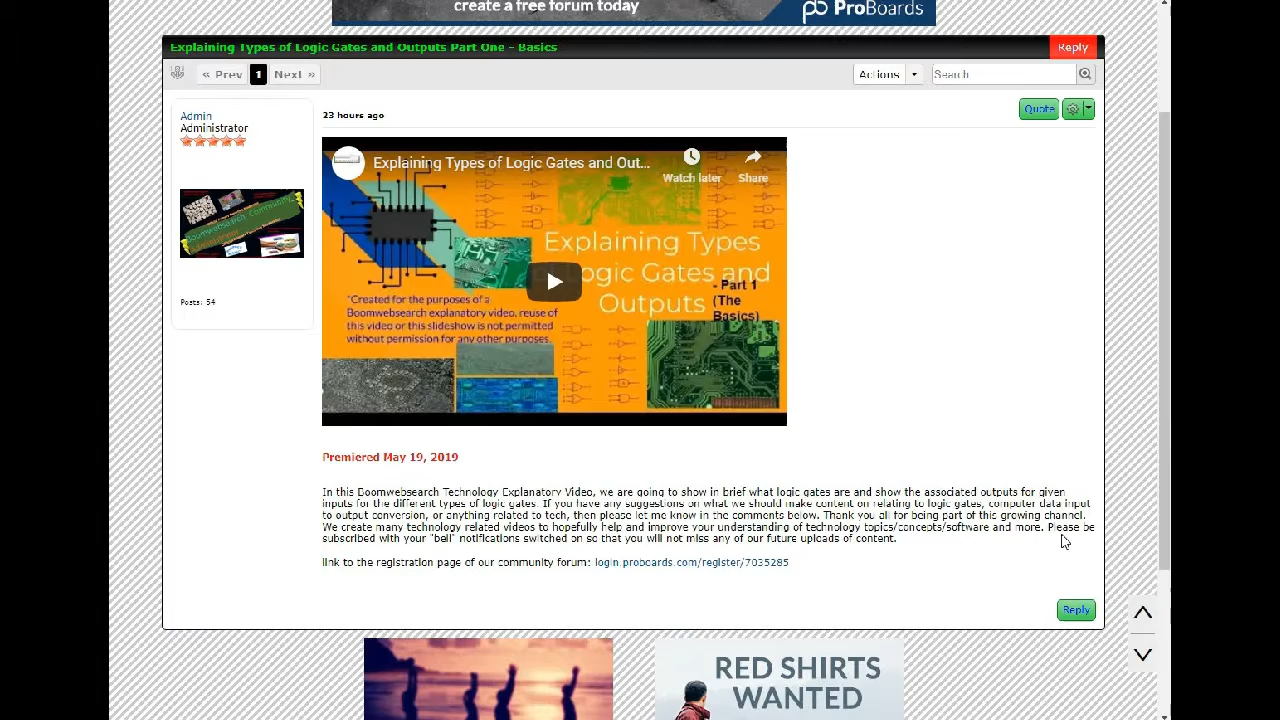 create a free forum today
ProBoards
Explaining Types of Logic Gates and Outputs Part One - Basics
Reply
« Prev
1
Next »
Actions
Search
Admin
Administrator
Posts: 54
23 hours ago
Quote
Explaining Types of Logic Gates and Out...
Watch later
Share
Explaining Types
Logic Gates and
Outputs
- Part 1
(The
Basics)
"Created for the purposes of a
Boomwebsearch explanatory video, reuse of
this video or this slideshow is not permitted
without permission for any other purposes.
Premiered May 19, 2019
In this Boomwebsearch Technology Explanatory Video, we are going to show in brief what logic gates are and show the associated outputs for given
inputs for the different types of logic gates. If you have any suggestions on what we should make content on relating to logic gates, computer data input
to output conversion, or anything related to tech, then please let me know in the comments below. Thank you all for being part of this growing channel.
We create many technology related videos to hopefully help and improve your understanding of technology topics/concepts/software and more. Please be
subscribed with your "bell" notifications switched on so that you will not miss any of our future uploads of content.
link to the registration page of our community forum: login.proboards.com/register/7035285
Reply
RED SHIRTS
WANTED